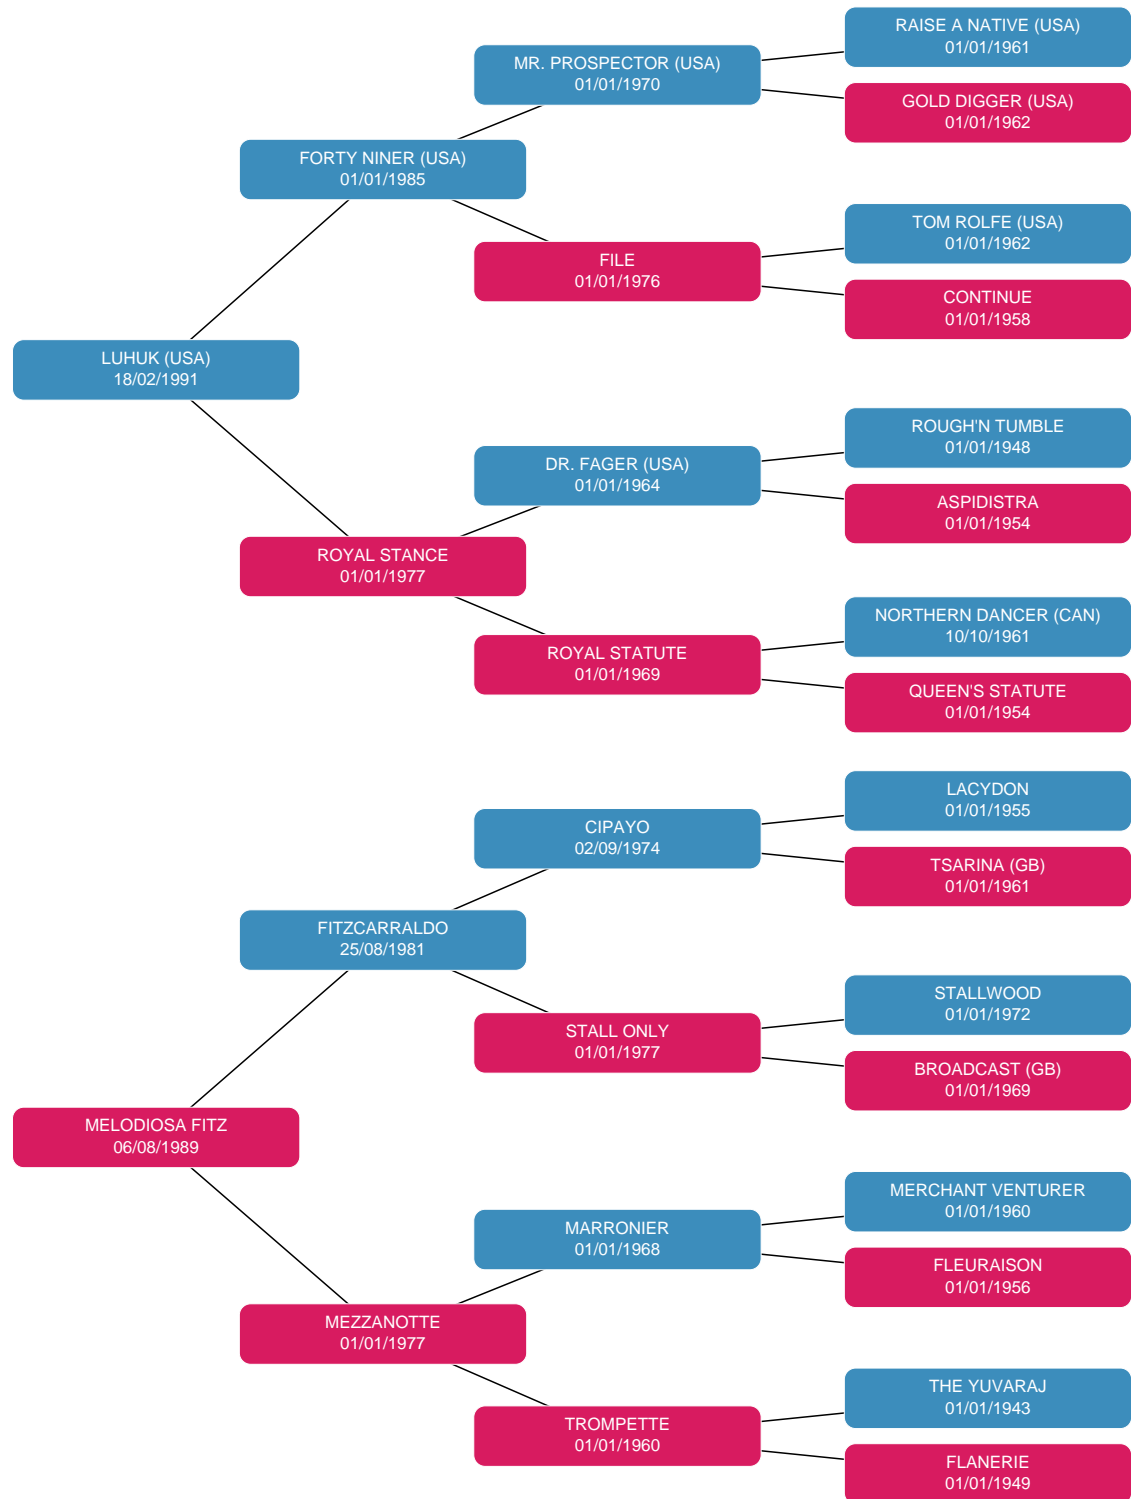 RAISE A NATIVE (USA)
01/01/1961
MR. PROSPECTOR (USA)
01/01/1970
GOLD DIGGER (USA)
01/01/1962
FORTY NINER (USA)
01/01/1985
TOM ROLFE (USA)
01/01/1962
FILE
01/01/1976
CONTINUE
01/01/1958
LUHUK (USA)
18/02/1991
ROUGH'N TUMBLE
01/01/1948
DR. FAGER (USA)
01/01/1964
ASPIDISTRA
01/01/1954
ROYAL STANCE
01/01/1977
NORTHERN DANCER (CAN)
10/10/1961
ROYAL STATUTE
01/01/1969
QUEEN'S STATUTE
01/01/1954
LACYDON
01/01/1955
CIPAYO
02/09/1974
TSARINA (GB)
01/01/1961
FITZCARRALDO
25/08/1981
STALLWOOD
01/01/1972
STALL ONLY
01/01/1977
BROADCAST (GB)
01/01/1969
MELODIOSA FITZ
06/08/1989
MERCHANT VENTURER
01/01/1960
MARRONIER
01/01/1968
FLEURAISON
01/01/1956
MEZZANOTTE
01/01/1977
THE YUVARAJ
01/01/1943
TROMPETTE
01/01/1960
FLANERIE
01/01/1949